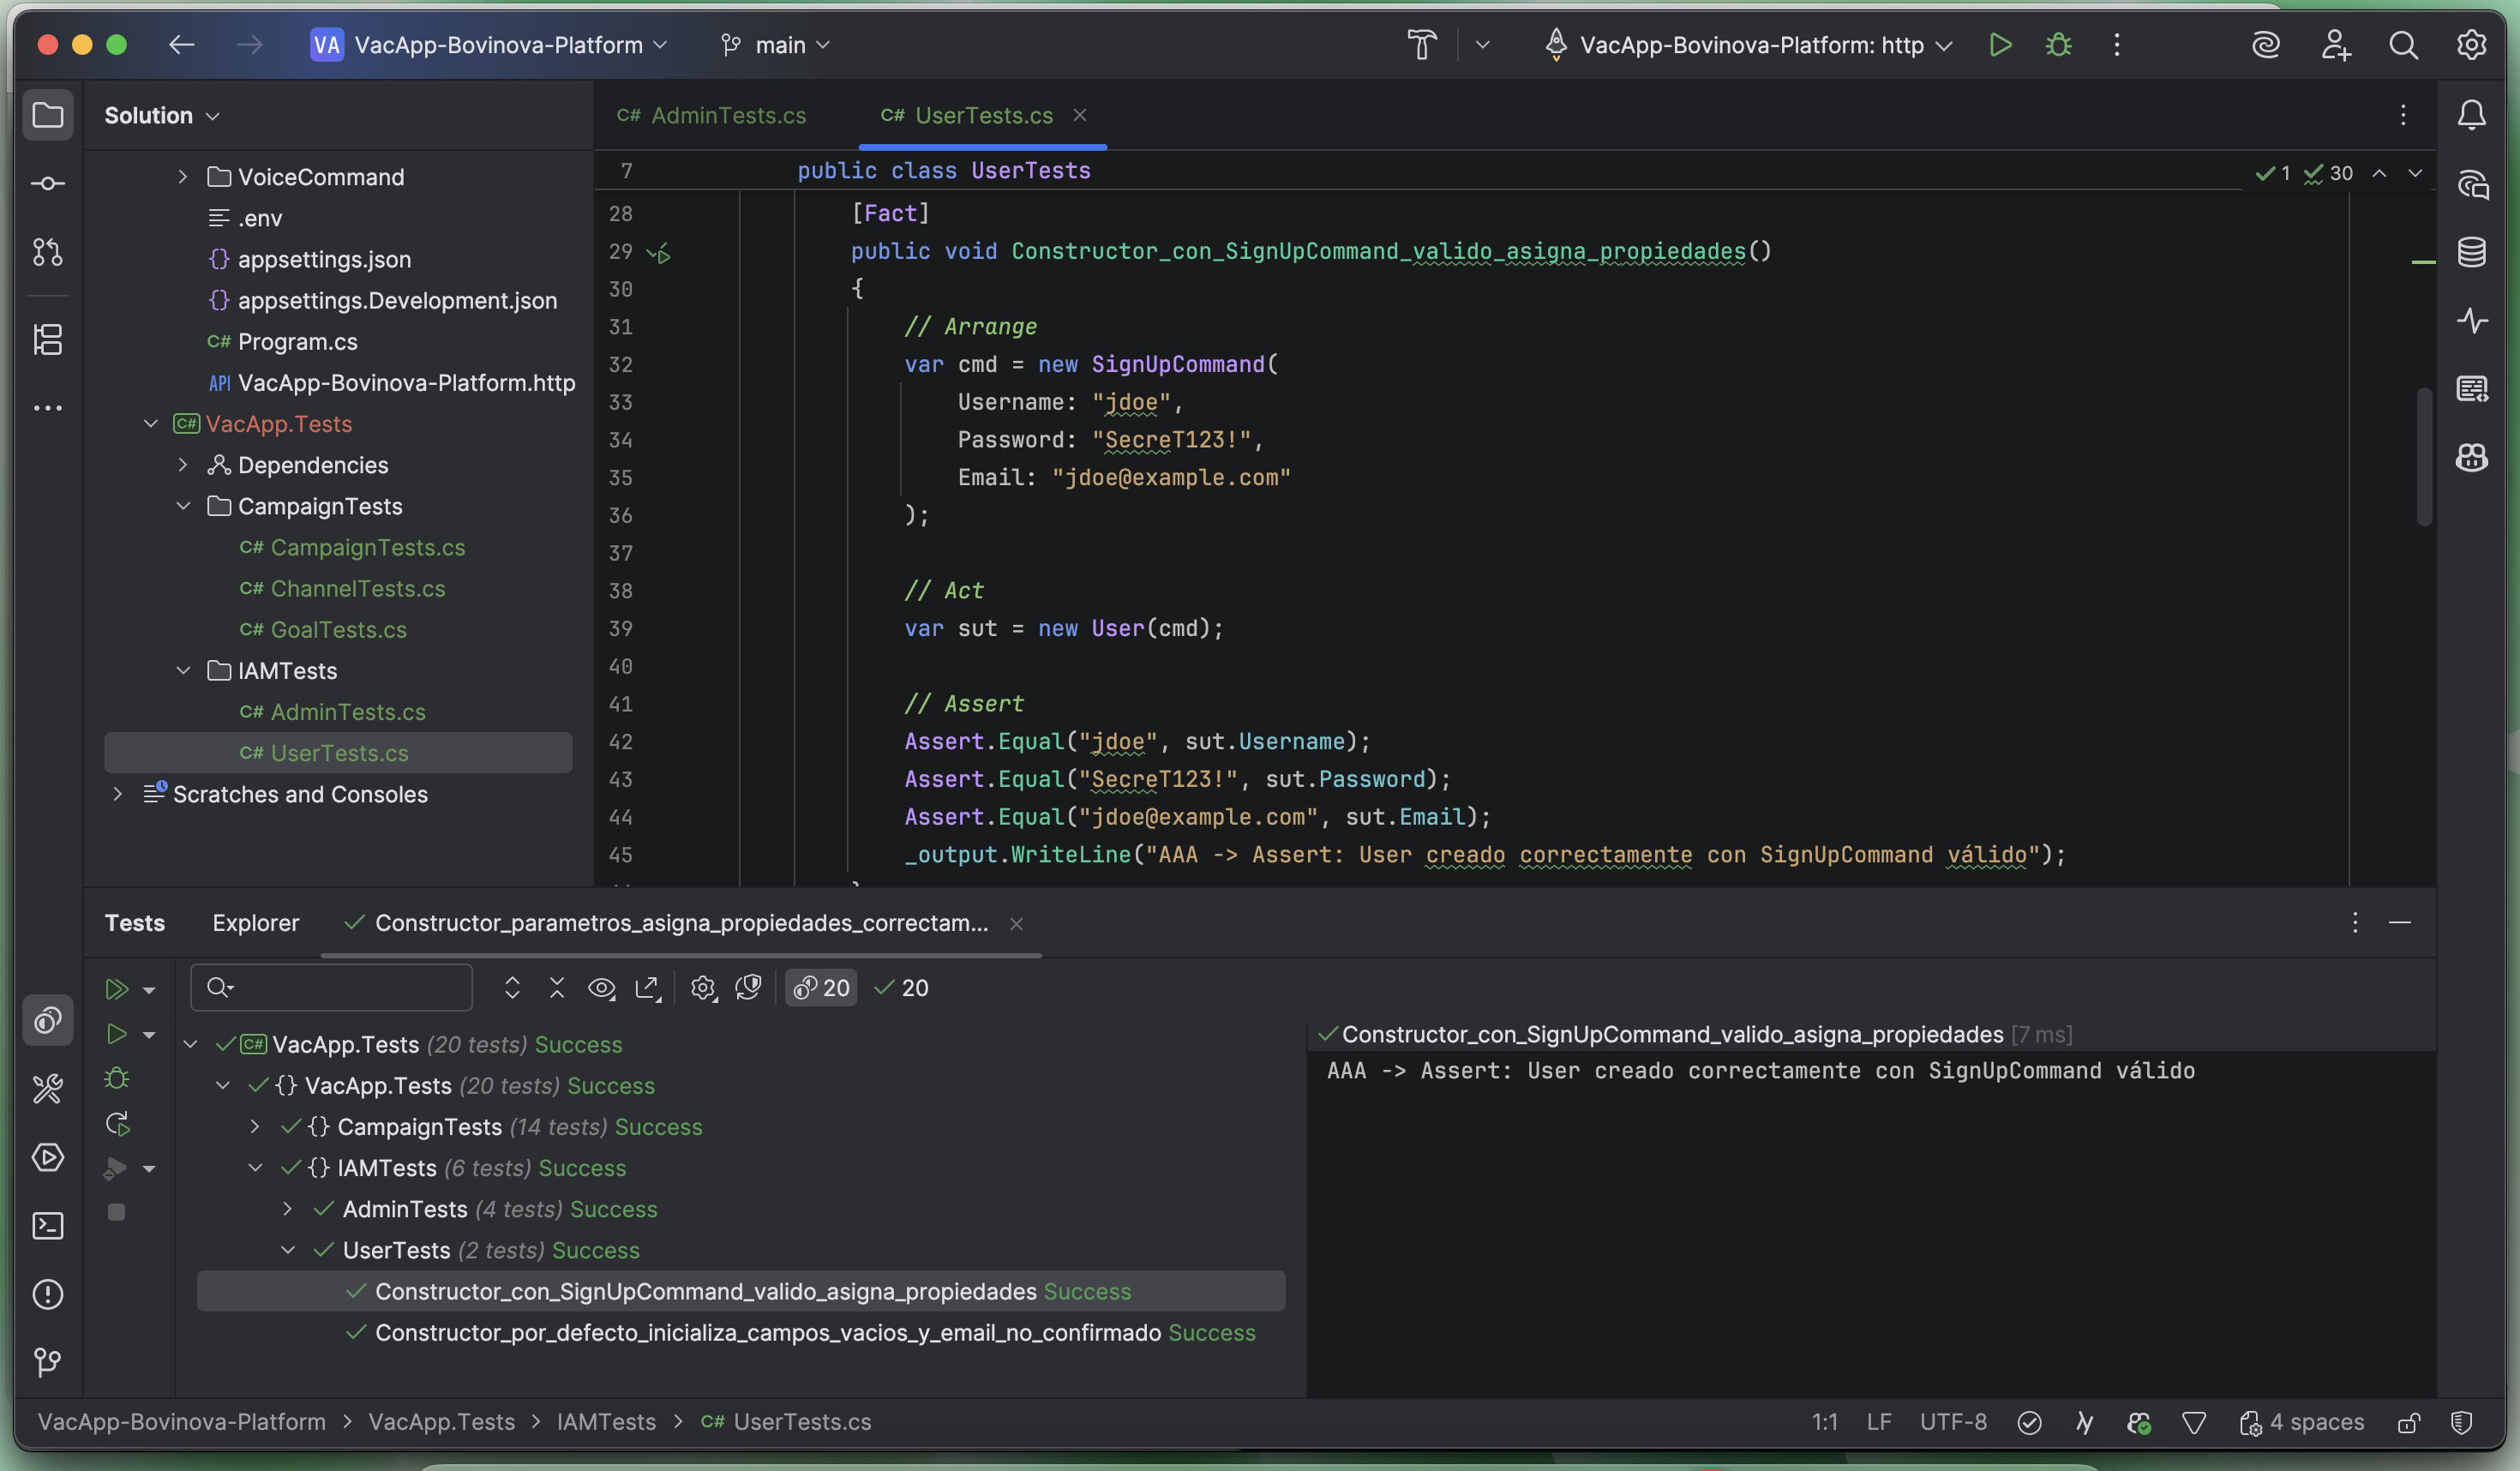 VA VacApp-Bovinova-Platform main VacApp-Bovinova-Platform: http
Solution
VoiceCommand
.env
{} appsettings.json
{} appsettings.Development.json
C# Program.cs
API VacApp-Bovinova-Platform.http
C# VacApp.Tests
Dependencies
CampaignTests
C# CampaignTests.cs
C# ChannelTests.cs
C# GoalTests.cs
IAMTests
C# AdminTests.cs
C# UserTests.cs
Scratches and Consoles
C# AdminTests.cs C# UserTests.cs
7 public class UserTests 1 30
28 [Fact]
29 public void Constructor_con_SignUpCommand_valido_asigna_propiedades()
30 {
31 // Arrange
32 var cmd = new SignUpCommand(
33 Username: "jdoe",
34 Password: "SecreT123!",
35 Email: "jdoe@example.com"
36 );
37
38 // Act
39 var sut = new User(cmd);
40
41 // Assert
42 Assert.Equal("jdoe", sut.Username);
43 Assert.Equal("SecreT123!", sut.Password);
44 Assert.Equal("jdoe@example.com", sut.Email);
45 _output.WriteLine("AAA -> Assert: User creado correctamente con SignUpCommand válido");
Tests Explorer Constructor_parametros_asigna_propiedades_correctam...
20 20
C# VacApp.Tests (20 tests) Success
{} VacApp.Tests (20 tests) Success
{} CampaignTests (14 tests) Success
{} IAMTests (6 tests) Success
AdminTests (4 tests) Success
UserTests (2 tests) Success
Constructor_con_SignUpCommand_valido_asigna_propiedades Success
Constructor_por_defecto_inicializa_campos_vacios_y_email_no_confirmado Success
Constructor_con_SignUpCommand_valido_asigna_propiedades [7 ms]
AAA -> Assert: User creado correctamente con SignUpCommand válido
VacApp-Bovinova-Platform > VacApp.Tests > IAMTests > C# UserTests.cs 1:1 LF UTF-8 4 spaces